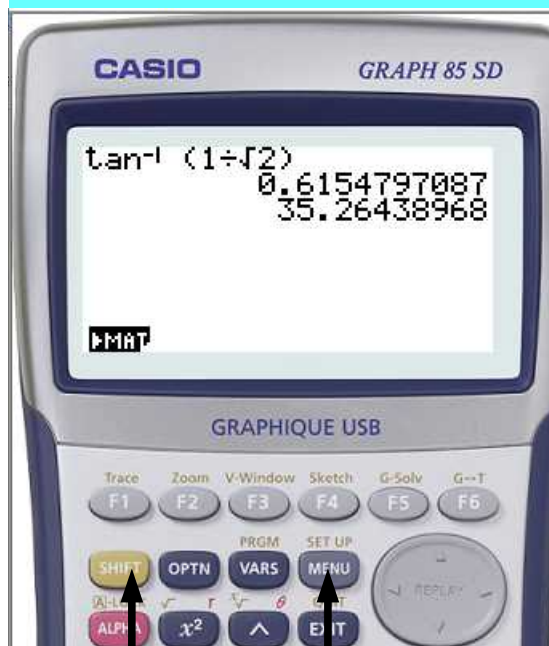 CASIO GRAPH 85 SD
tan-1 (1÷√2)
0.6154797087
35.26438968
▶MAT
GRAPHIQUE USB
Trace Zoom V-Window Sketch G-Solv G↔T
F1 F2 F3 F4 F5 F6
PRGM SET UP
SHIFT OPTN VARS MENU
REPLAY
√ r θ
ALPHA x² ^ EXIT